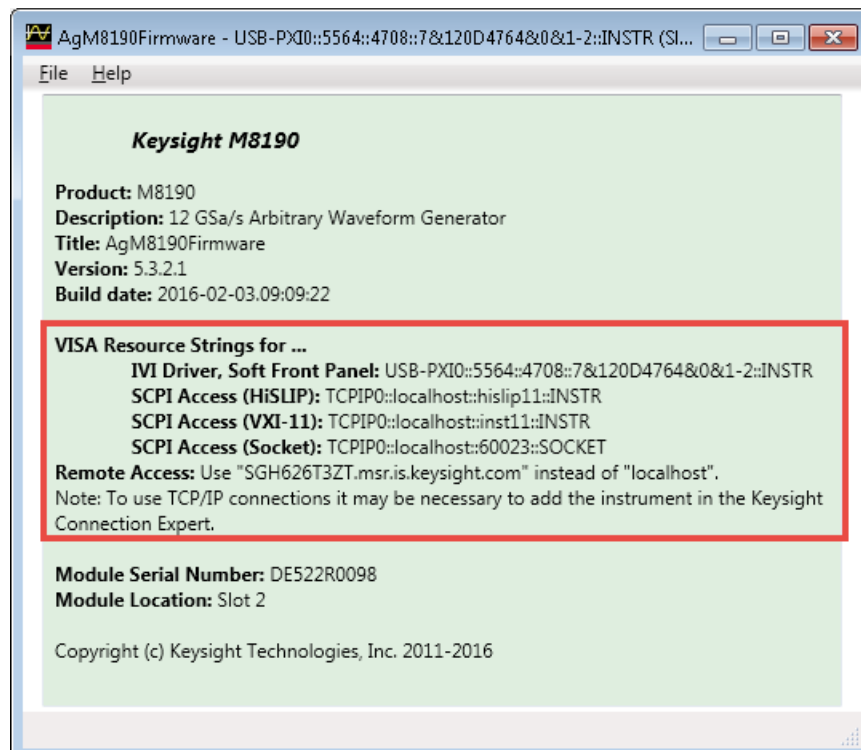 AgM8190Firmware - USB-PXI0::5564::4708::7&120D4764&0&1-2::INSTR (Sl...
File Help
Keysight M8190
Product: M8190
Description: 12 GSa/s Arbitrary Waveform Generator
Title: AgM8190Firmware
Version: 5.3.2.1
Build date: 2016-02-03.09:09:22
VISA Resource Strings for ...
IVI Driver, Soft Front Panel: USB-PXI0::5564::4708::7&120D4764&0&1-2::INSTR
SCPI Access (HiSLIP): TCPIP0::localhost::hislip11::INSTR
SCPI Access (VXI-11): TCPIP0::localhost::inst11::INSTR
SCPI Access (Socket): TCPIP0::localhost::60023::SOCKET
Remote Access: Use "SGH626T3ZT.msr.is.keysight.com" instead of "localhost".
Note: To use TCP/IP connections it may be necessary to add the instrument in the Keysight
Connection Expert.
Module Serial Number: DE522R0098
Module Location: Slot 2
Copyright (c) Keysight Technologies, Inc. 2011-2016